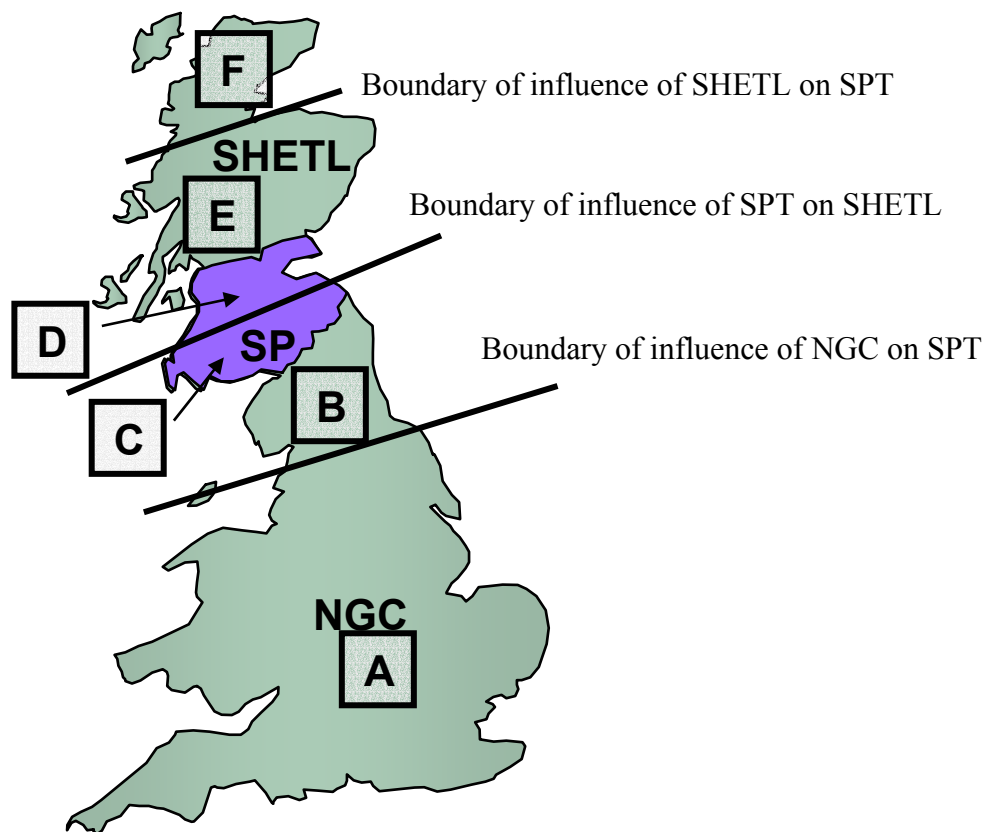 F
Boundary of influence of SHETL on SPT
SHETL
E
Boundary of influence of SPT on SHETL
D
SP
Boundary of influence of NGC on SPT
B
C
NGC
A